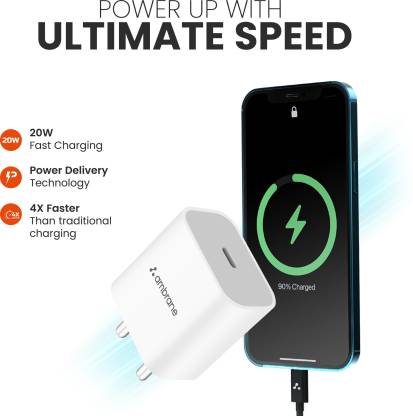 POWER UP WITH
ULTIMATE SPEED
20W
20W
Fast Charging
Power Delivery
Technology
4X
4X Faster
Than traditional
charging
ambrane
90% Charged